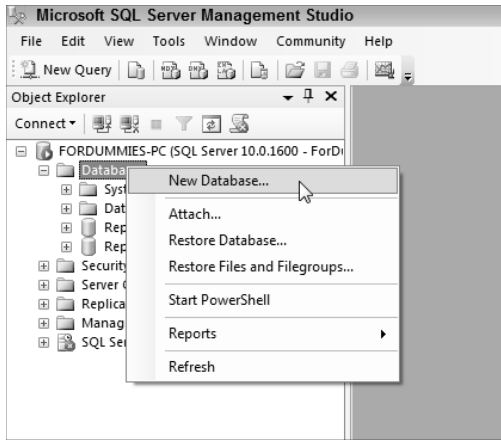 Microsoft SQL Server Management Studio
File Edit View Tools Window Community Help
New Query
Object Explorer
Connect
FORDUMMIES-PC (SQL Server 10.0.1600 - ForD
Databa
New Database...
Syst
Dat
Attach...
Rep
Restore Database...
Rep
Security
Restore Files and Filegroups...
Server
Start PowerShell
Replica
Manag
Reports
SQL Se
Refresh